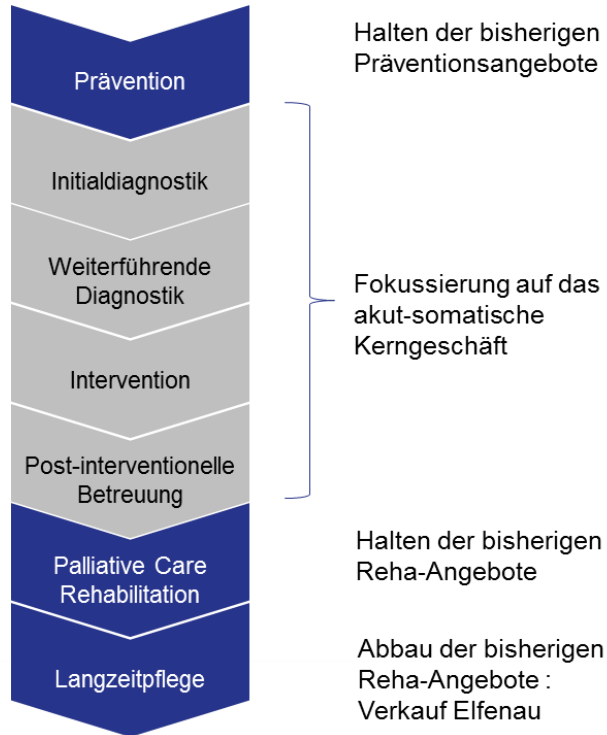 Prävention
Halten der bisherigen
Präventionsangebote
Initialdiagnostik
Weiterführende
Diagnostik
Intervention
Post-interventionelle
Betreuung
Fokussierung auf das
akut-somatische
Kerngeschäft
Palliative Care
Rehabilitation
Halten der bisherigen
Reha-Angebote
Langzeitpflege
Abbau der bisherigen
Reha-Angebote :
Verkauf Elfenau